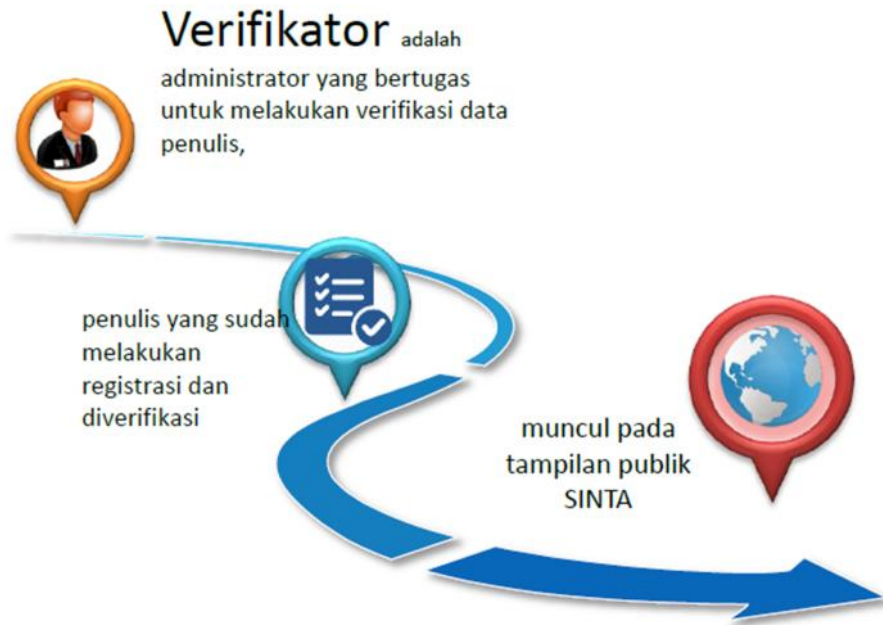 Verifikator adalah
administrator yang bertugas
untuk melakukan verifikasi data
penulis,
penulis yang sudah
melakukan
registrasi dan
diverifikasi
muncul pada
tampilan publik
SINTA